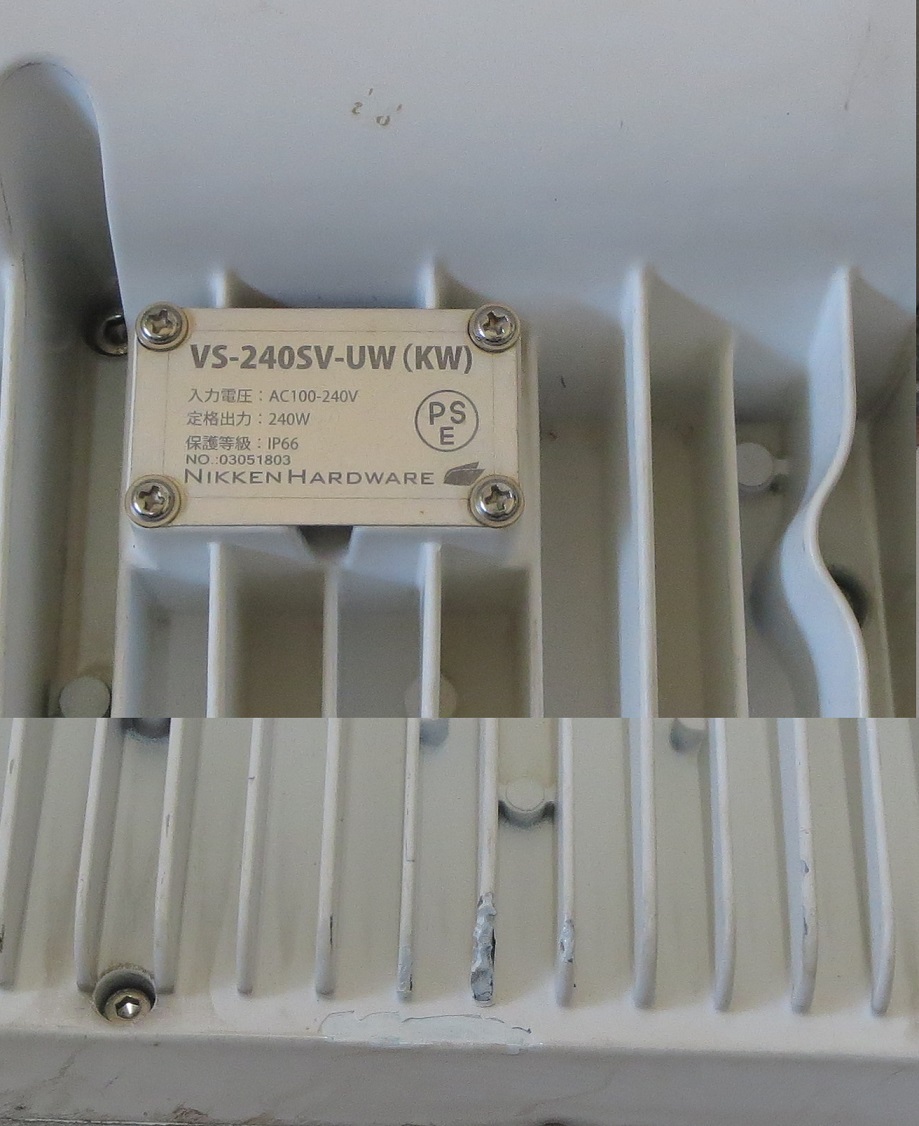 VS-240SV-UW (KW)
入力電圧：AC100-240V
定格出力：240W
保護等級：IP66
PS
E
NO.:03051803
NIKKEN HARDWARE